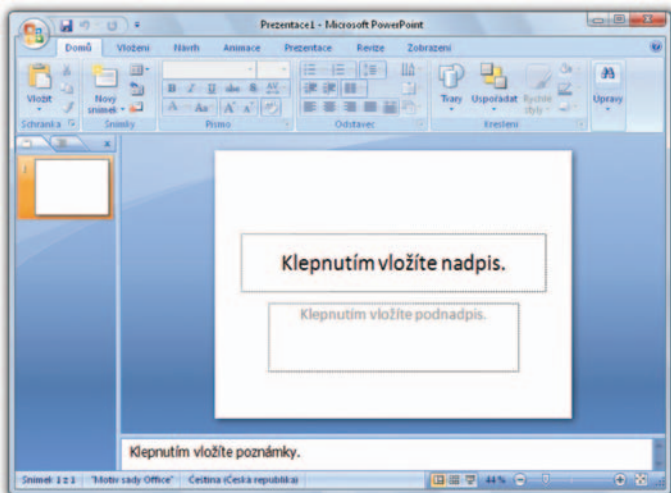 Prezentace1 - Microsoft PowerPoint
Domů Vložení Návrh Animace Prezentace Revize Zobrazení
Vložit
Nový snímek
Tvary Uspořádat Rychlé styly
Úpravy
Schránka Snímky Písmo Odstavec Kreslení
1
Klepnutím vložíte nadpis.
Klepnutím vložíte podnadpis.
Klepnutím vložíte poznámky.
Snímek 1 z 1 "Motiv sady Office" Čeština (Česká republika) 44%